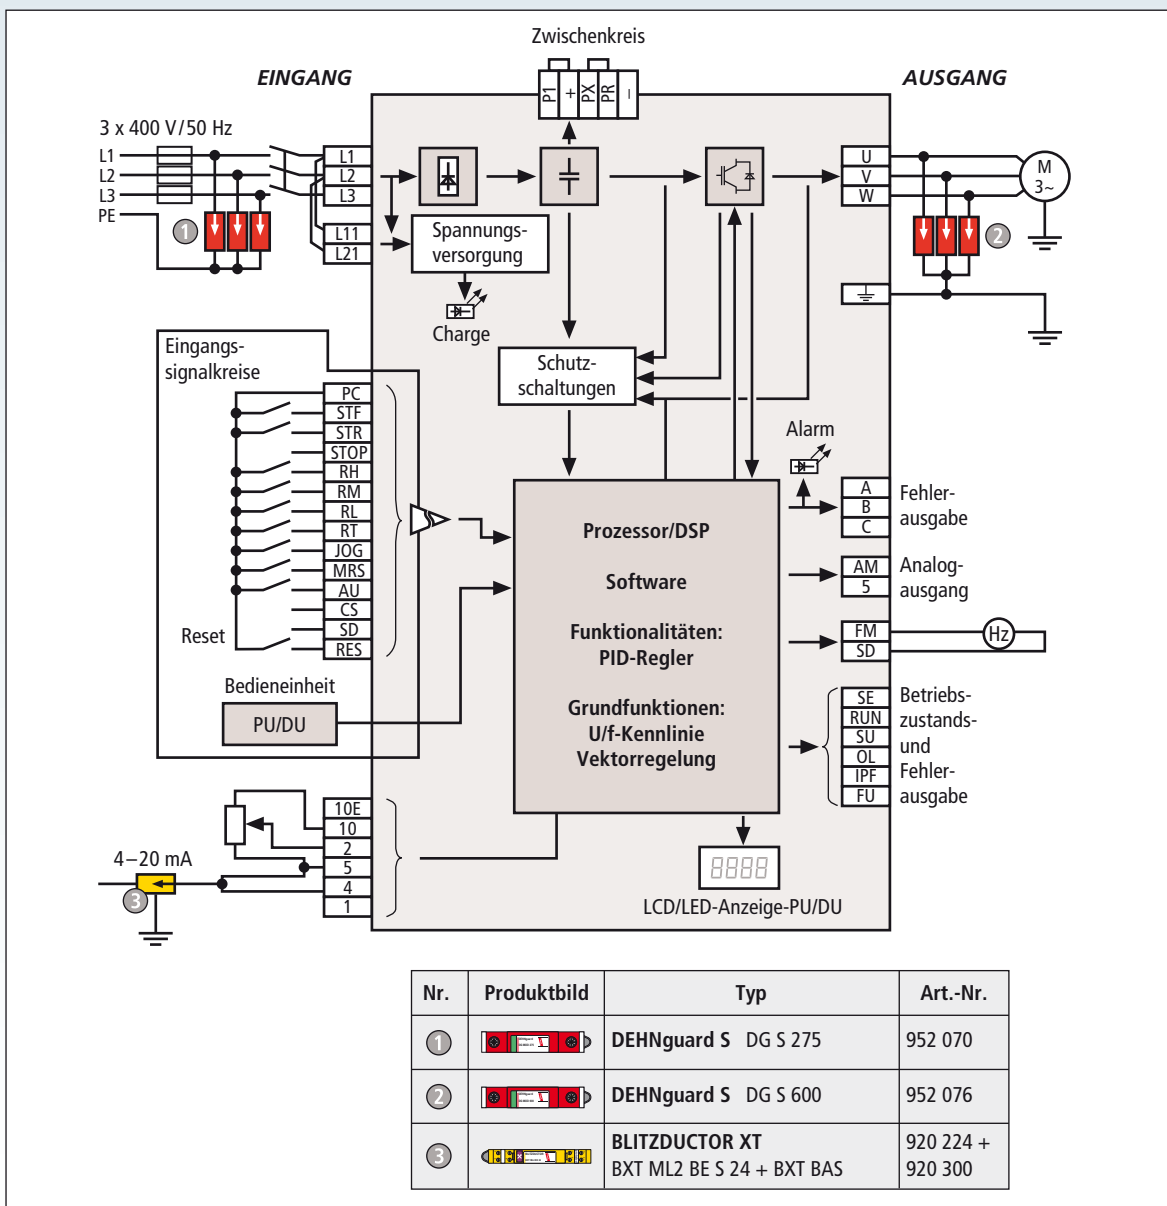 Zwischenkreis
EINGANG
AUSGANG
P1
+
PX
PR
–
3 x 400 V/50 Hz
L1
L2
L3
PE
L1
L2
L3
L11
L21
1
Spannungs-
versorgung
Charge
U
V
W
M
3~
2
Eingangs-
signalkreise
Schutz-
schaltungen
PC
STF
STR
STOP
RH
RM
RL
RT
JOG
MRS
AU
CS
SD
RES
Reset
Bedieneinheit
PU/DU
Prozessor/DSP
Software
Funktionalitäten:
PID-Regler
Grundfunktionen:
U/f-Kennlinie
Vektorregelung
Alarm
A
B
C
Fehler-
ausgabe
AM
5
Analog-
ausgang
FM
SD
Hz
SE
RUN
SU
OL
IPF
FU
Betriebs-
zustands-
und
Fehler-
ausgabe
10E
10
2
5
4
1
4–20 mA
3
8888
LCD/LED-Anzeige-PU/DU
Nr. Produktbild Typ Art.-Nr.
1 DEHNguard S DG S 275 952 070
2 DEHNguard S DG S 600 952 076
3 BLITZDUCTOR XT 920 224 +
BXT ML2 BE S 24 + BXT BAS 920 300